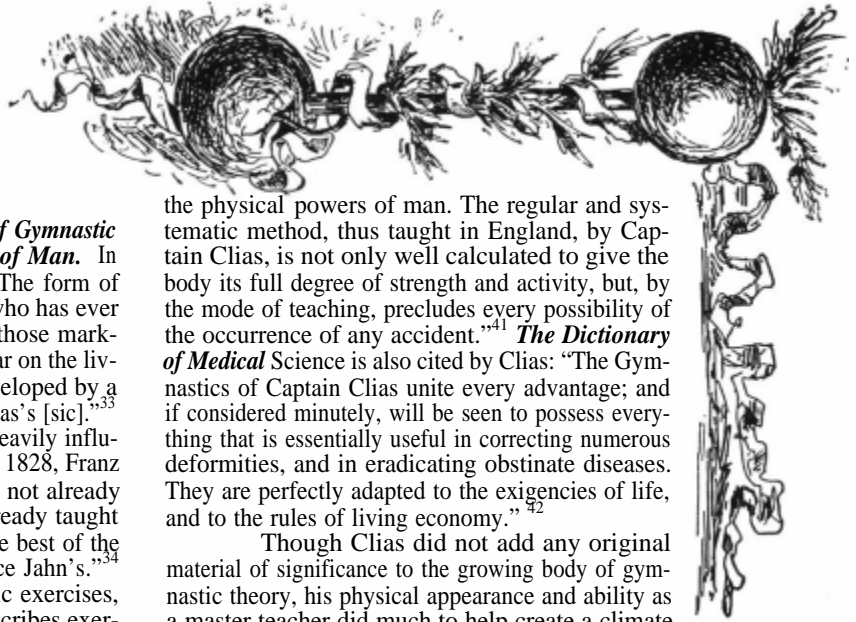 f Gymnastic
of Man. In
The form of
who has ever
those mark-
ar on the liv-
eloped by a
as's [sic].”33
eavily influ-
1828, Franz
not already
ready taught
e best of the
ce Jahn's.”34
ic exercises,
cribes exer-
the physical powers of man. The regular and sys-
tematic method, thus taught in England, by Cap-
tain Clias, is not only well calculated to give the
body its full degree of strength and activity, but, by
the mode of teaching, precludes every possibility of
the occurrence of any accident.”41 The Dictionary
of Medical Science is also cited by Clias: “The Gym-
nastics of Captain Clias unite every advantage; and
if considered minutely, will be seen to possess every-
thing that is essentially useful in correcting numerous
deformities, and in eradicating obstinate diseases.
They are perfectly adapted to the exigencies of life,
and to the rules of living economy.” 42
Though Clias did not add any original
material of significance to the growing body of gym-
nastic theory, his physical appearance and ability as
a master teacher did much to help create a climate